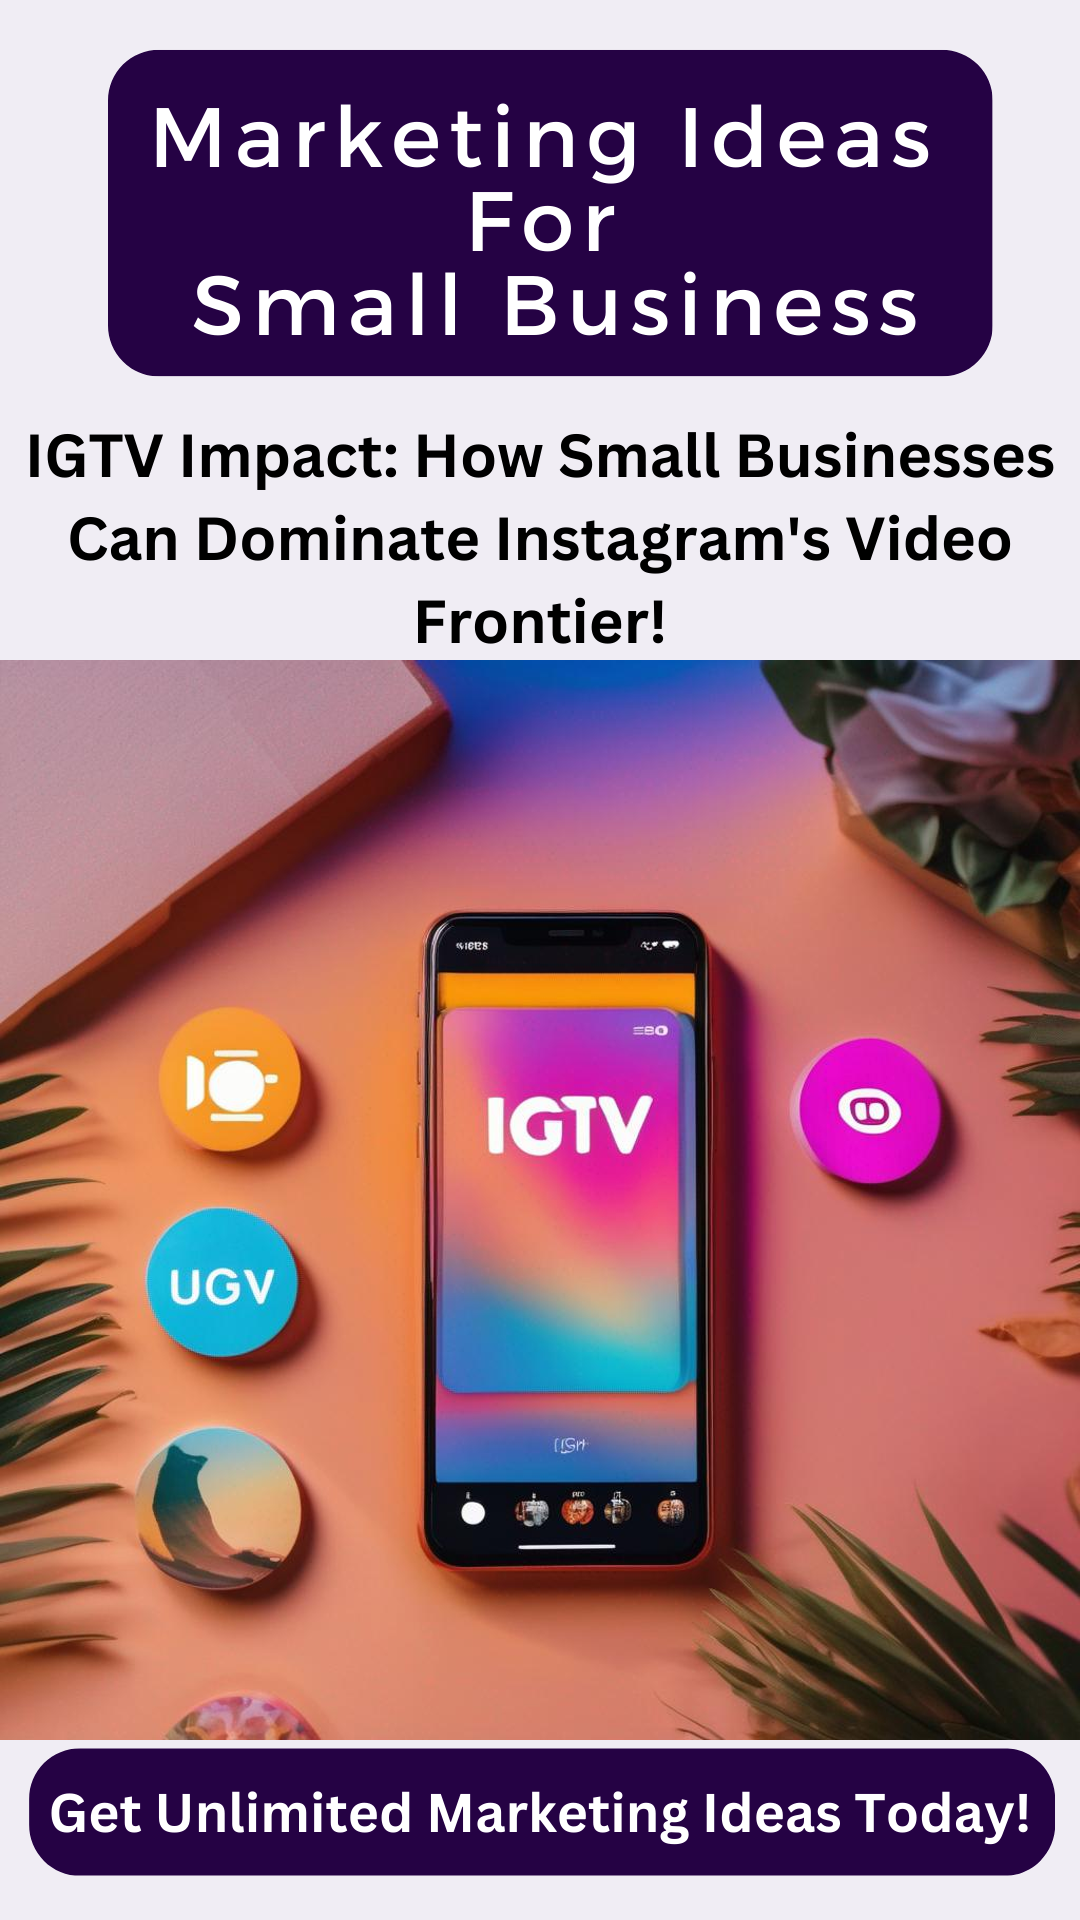 Marketing Ideas
For
Small Business
IGTV Impact: How Small Businesses
Can Dominate Instagram's Video
Frontier!
IGTV
UGV
Get Unlimited Marketing Ideas Today!